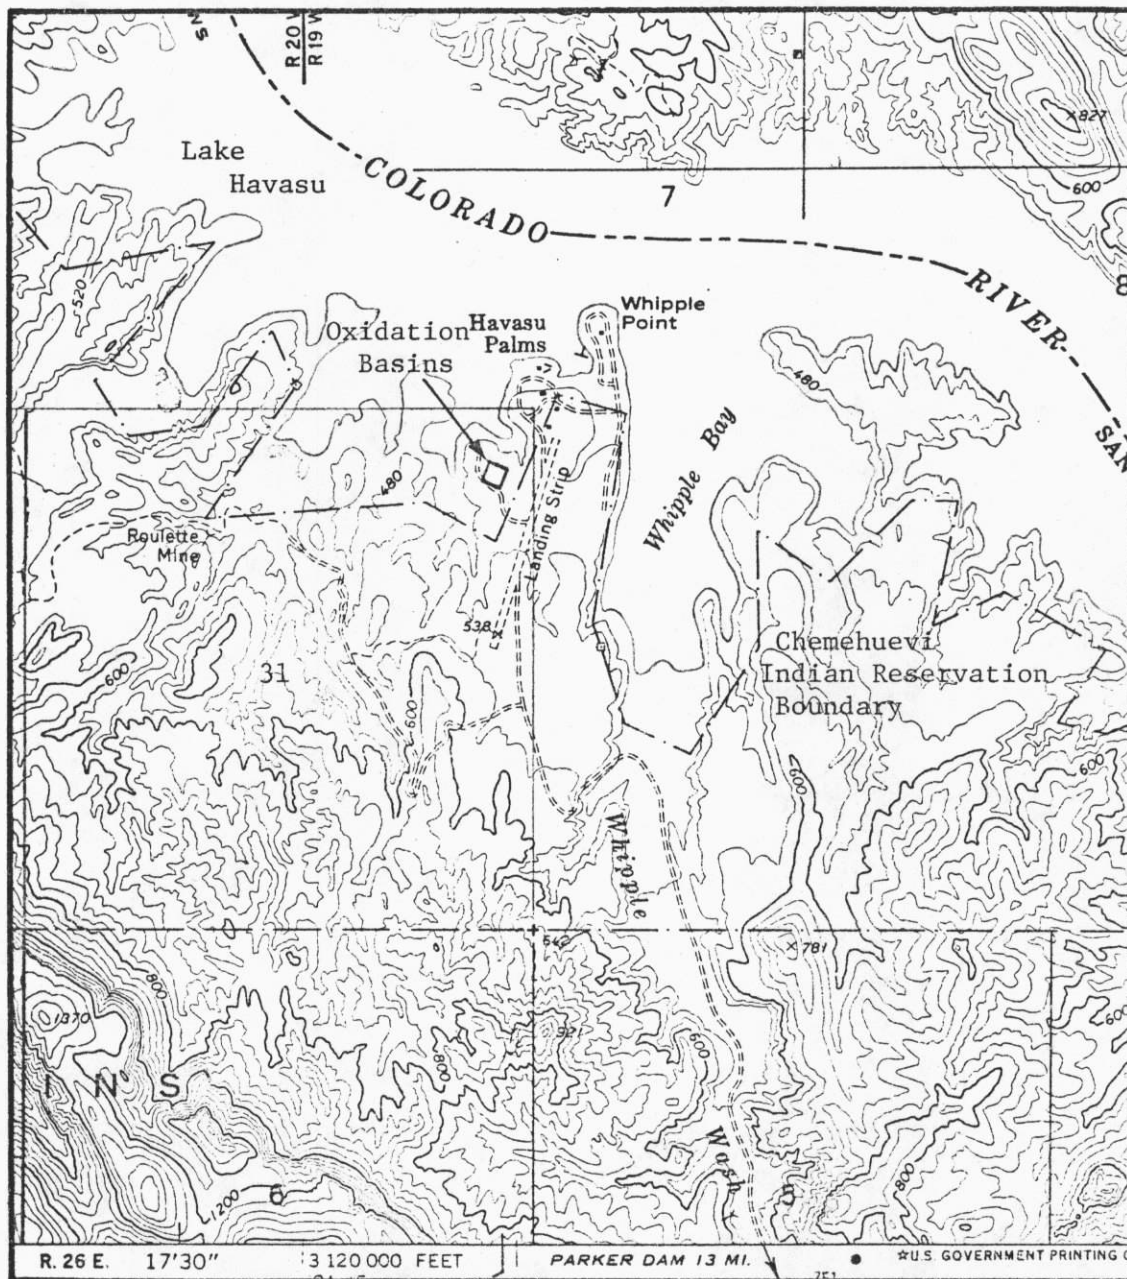 R 20 W
R 19 W
Lake
Havasu
COLORADO
RIVER
SAN
7
8
×827
600
520
Whipple
Point
Havasu
Palms
Oxidation
Basins
480
480
Whipple Bay
Landing Strip
Roulette
Mine
538
600
31
600
Chemehuevi
Indian Reservation
Boundary
600
600
Whipple
Wash
×781
800
1370
800
600
600
I N S
1200
6
5
800
R. 26 E.
17'30"
3 120 000 FEET
PARKER DAM 13 MI.
☆U.S. GOVERNMENT PRINTING